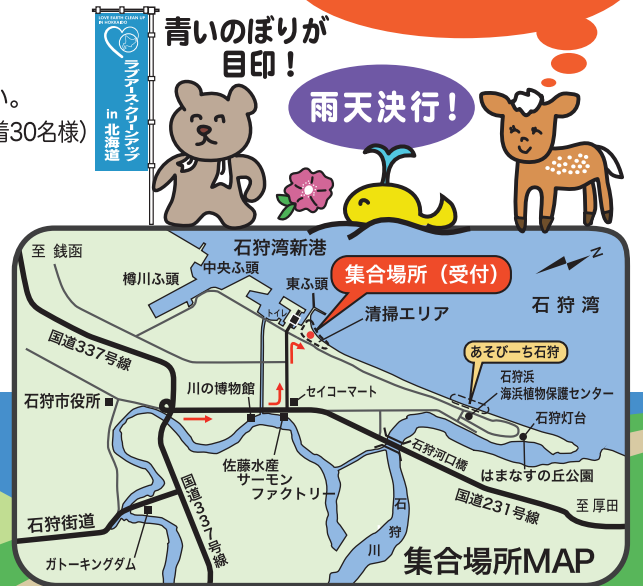 LOVE EARTH CLEAN UP
IN HOKKAIDO
ラブアース・クリーンアップ
in
北海道
青いのぼりが
目印！
い。
着30名様）
雨天決行！
至 銭函
石狩湾新港
中央ふ頭
樽川ふ頭
東ふ頭
トイレ
集合場所（受付）
清掃エリア
N
石狩湾
国道337号線
あそびーち石狩
石狩浜
海浜植物保護センター
石狩市役所
川の博物館
セイコーマート
石狩灯台
佐藤水産
サーモン
ファクトリー
石狩河口橋
はまなすの丘公園
国道231号線
至 厚田
国道337号線
石狩街道
石狩川
ガトーキングダム
集合場所MAP